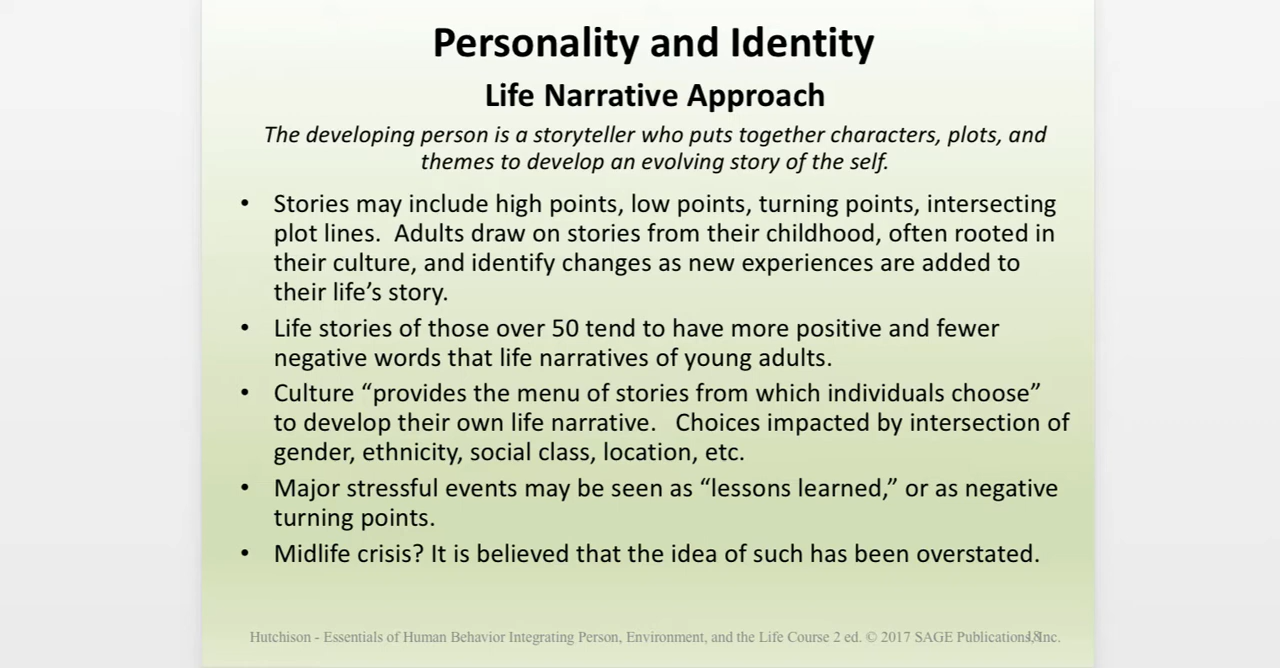 Personality and Identity
Life Narrative Approach
The developing person is a storyteller who puts together characters, plots, and
themes to develop an evolving story of the self.
• Stories may include high points, low points, turning points, intersecting
plot lines.  Adults draw on stories from their childhood, often rooted in
their culture, and identify changes as new experiences are added to
their life’s story.
• Life stories of those over 50 tend to have more positive and fewer
negative words that life narratives of young adults.
• Culture “provides the menu of stories from which individuals choose”
to develop their own life narrative.   Choices impacted by intersection of
gender, ethnicity, social class, location, etc.
• Major stressful events may be seen as “lessons learned,” or as negative
turning points.
• Midlife crisis? It is believed that the idea of such has been overstated.
Hutchison - Essentials of Human Behavior Integrating Person, Environment, and the Life Course 2 ed. © 2017 SAGE Publications, Inc.